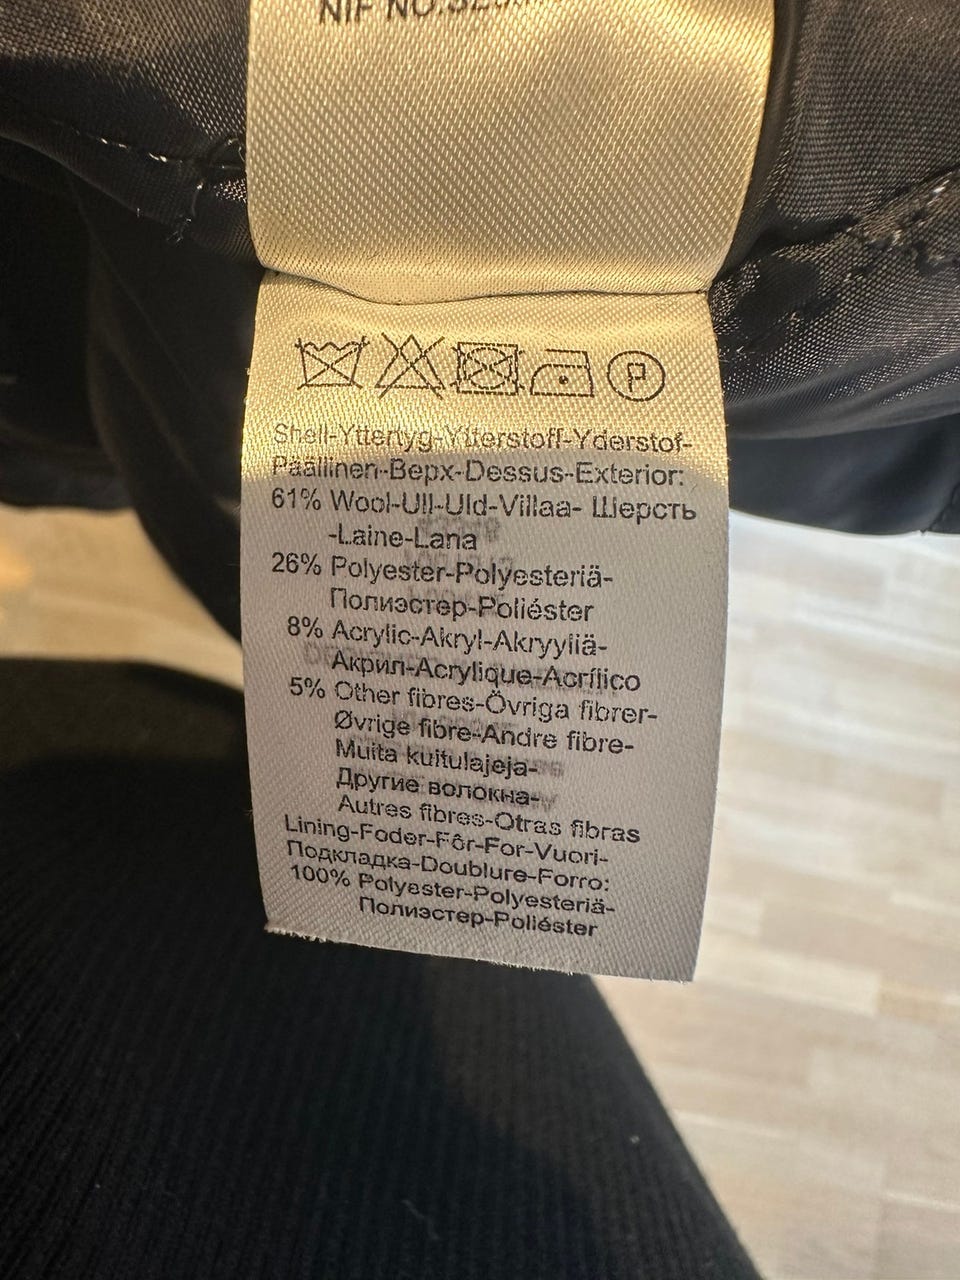 NIF NO.
Shell-Yttertyg-Ytterstoff-Yderstof-
Päällinen-Верх-Dessus-Exterior:
61% Wool-Ull-Uld-Villaa- Шерсть
-Laine-Lana
26% Polyester-Polyesteriä-
Полиэстер-Poliéster
8% Acrylic-Akryl-Akryyliä-
Акрил-Acrylique-Acrílico
5% Other fibres-Övriga fibrer-
Øvrige fibre-Andre fibre-
Muita kuitulajeja-
Другие волокна-
Autres fibres-Otras fibras
Lining-Foder-Fôr-For-Vuori-
Подкладка-Doublure-Forro:
100% Polyester-Polyesteriä-
Полиэстер-Poliéster